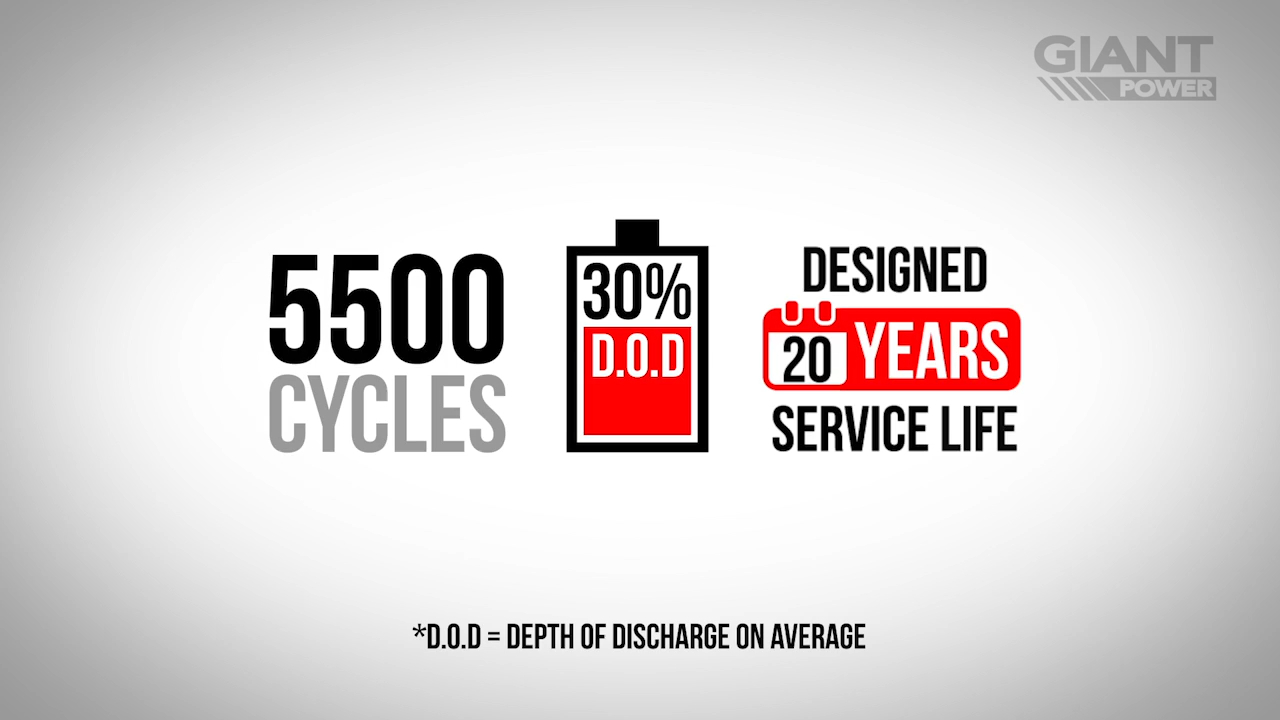 GIANT
POWER
5500
CYCLES
30%
D.O.D
DESIGNED
20 YEARS
SERVICE LIFE
*D.O.D = DEPTH OF DISCHARGE ON AVERAGE